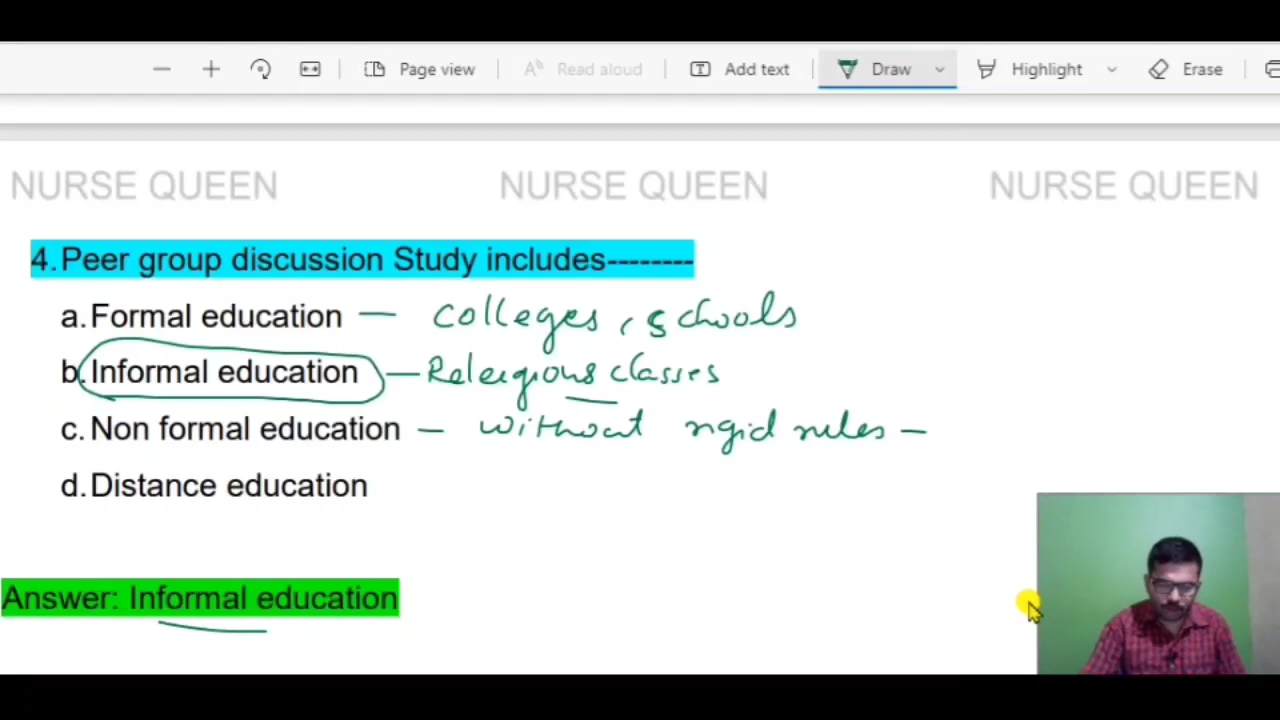 Page view Read aloud Add text Draw Highlight Erase
NURSE QUEEN NURSE QUEEN NURSE QUEEN
4.Peer group discussion Study includes--------
a.Formal education — colleges, schools
b.Informal education — Releigious classes
c.Non formal education — without rigid rules —
d.Distance education
Answer: Informal education